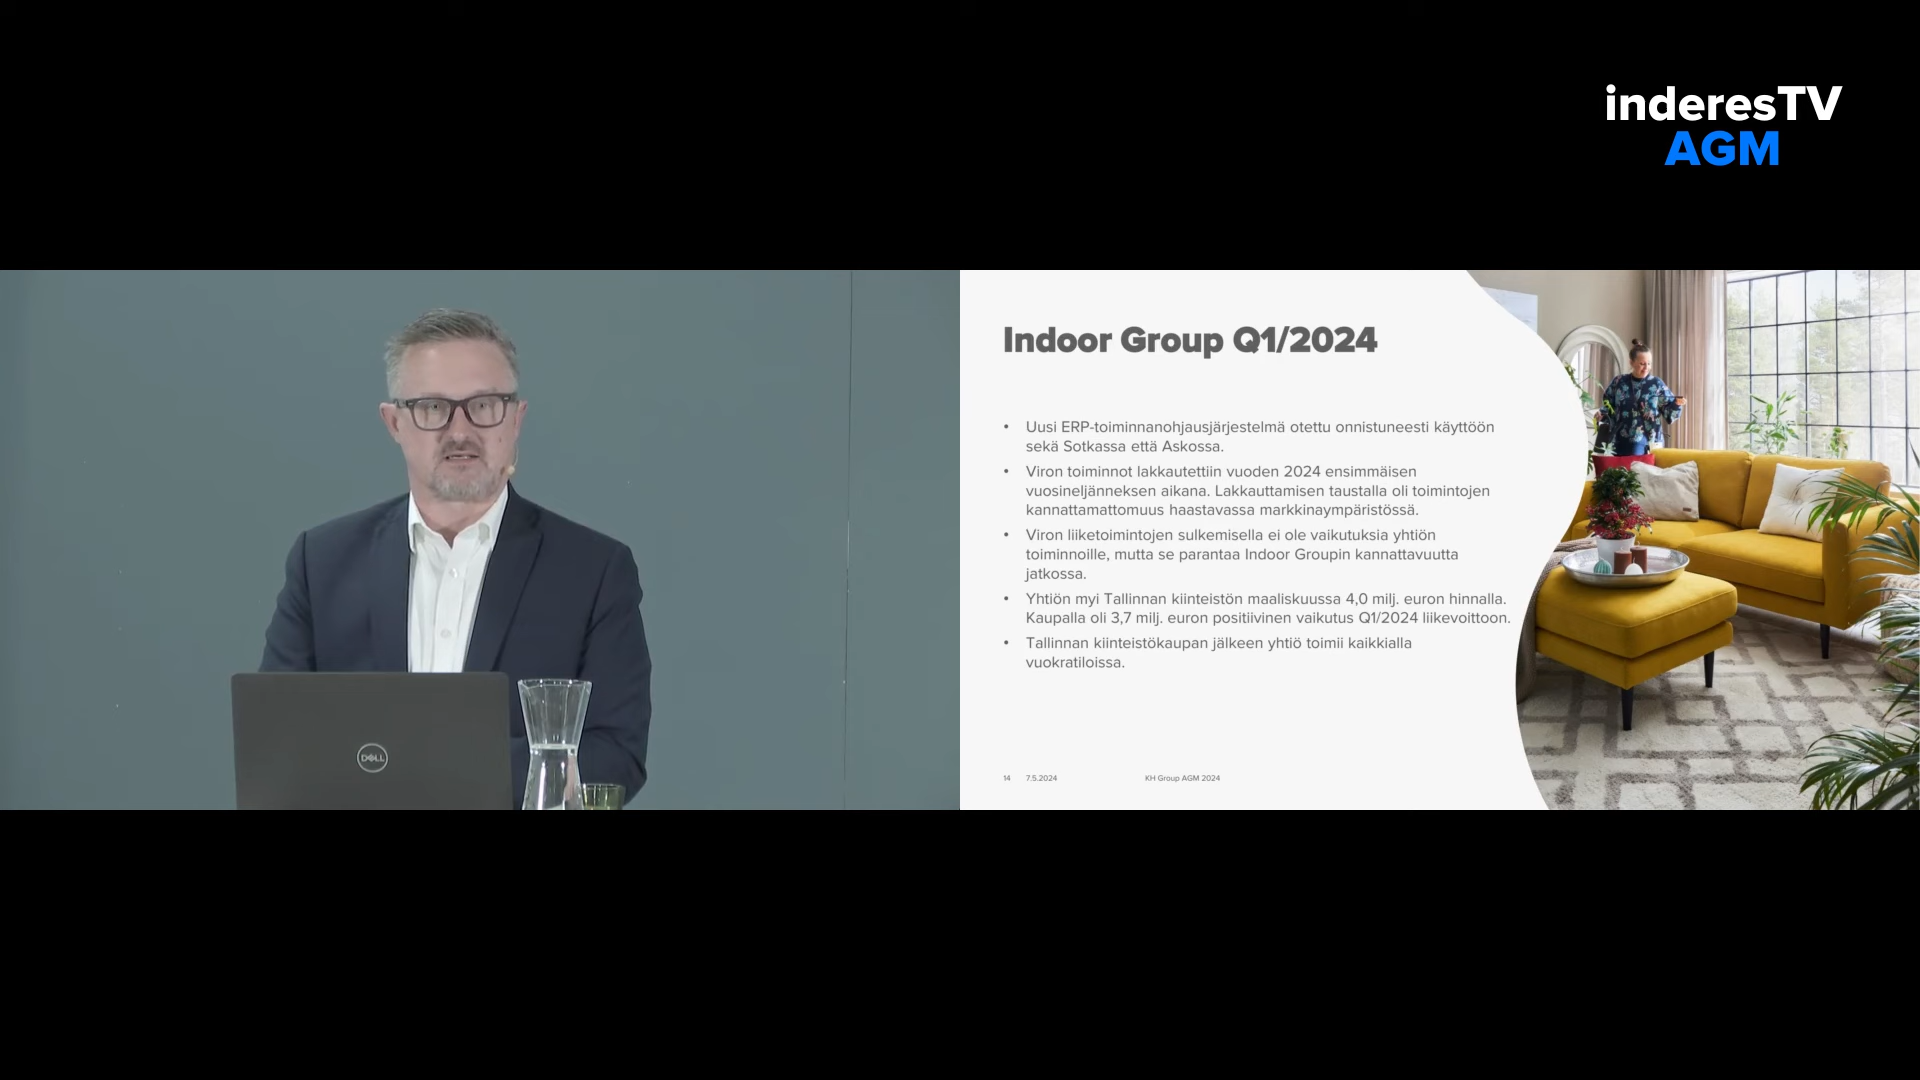 inderesTV
AGM
Indoor Group Q1/2024
• Uusi ERP-toiminnanohjausjärjestelmä otettu onnistuneesti käyttöön
sekä Sotkassa että Askossa.
• Viron toiminnot lakkautettiin vuoden 2024 ensimmäisen
vuosineljänneksen aikana. Lakkauttamisen taustalla oli toimintojen
kannattamattomuus haastavassa markkinaympäristössä.
• Viron liiketoimintojen sulkemisella ei ole vaikutuksia yhtiön
toiminnoille, mutta se parantaa Indoor Groupin kannattavuutta
jatkossa.
• Yhtiön myi Tallinnan kiinteistön maaliskuussa 4,0 milj. euron hinnalla.
Kaupalla oli 3,7 milj. euron positiivinen vaikutus Q1/2024 liikevoittoon.
• Tallinnan kiinteistökaupan jälkeen yhtiö toimii kaikkialla
vuokratiloissa.
14 7.5.2024 KH Group AGM 2024
DELL